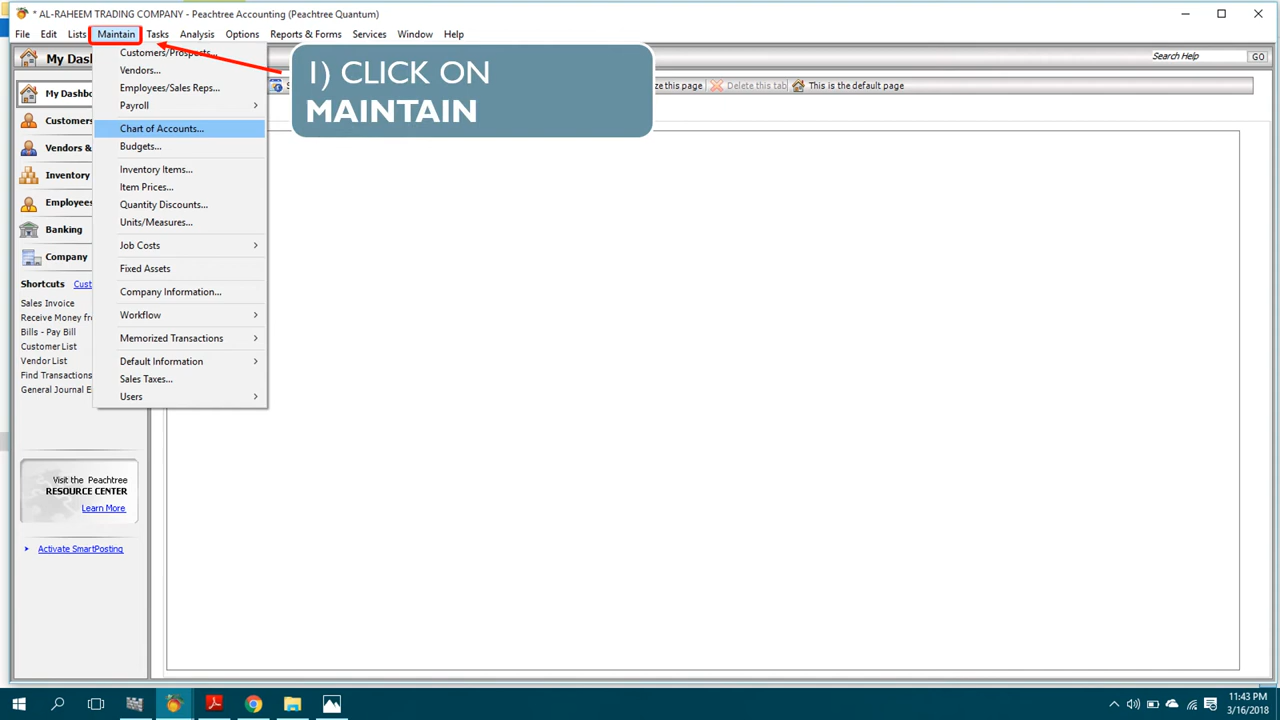 * AL-RAHEEM TRADING COMPANY - Peachtree Accounting (Peachtree Quantum)
File Edit Lists Maintain Tasks Analysis Options Reports & Forms Services Window Help
My Dash
Search Help GO
Customers/Prospects...
Vendors...
Employees/Sales Reps...
Payroll
Chart of Accounts...
Budgets...
Inventory Items...
Item Prices...
Quantity Discounts...
Units/Measures...
Job Costs
Fixed Assets
Company Information...
Workflow
Memorized Transactions
Default Information
Sales Taxes...
Users
1) CLICK ON
MAINTAIN
ze this page Delete this tab This is the default page
My Dashbo
Customers
Vendors &
Inventory
Employees
Banking
Company
Shortcuts Cust
Sales Invoice
Receive Money fro
Bills - Pay Bill
Customer List
Vendor List
Find Transactions
General Journal E
Visit the Peachtree
RESOURCE CENTER
Learn More
Activate SmartPosting
11:43 PM
3/16/2018